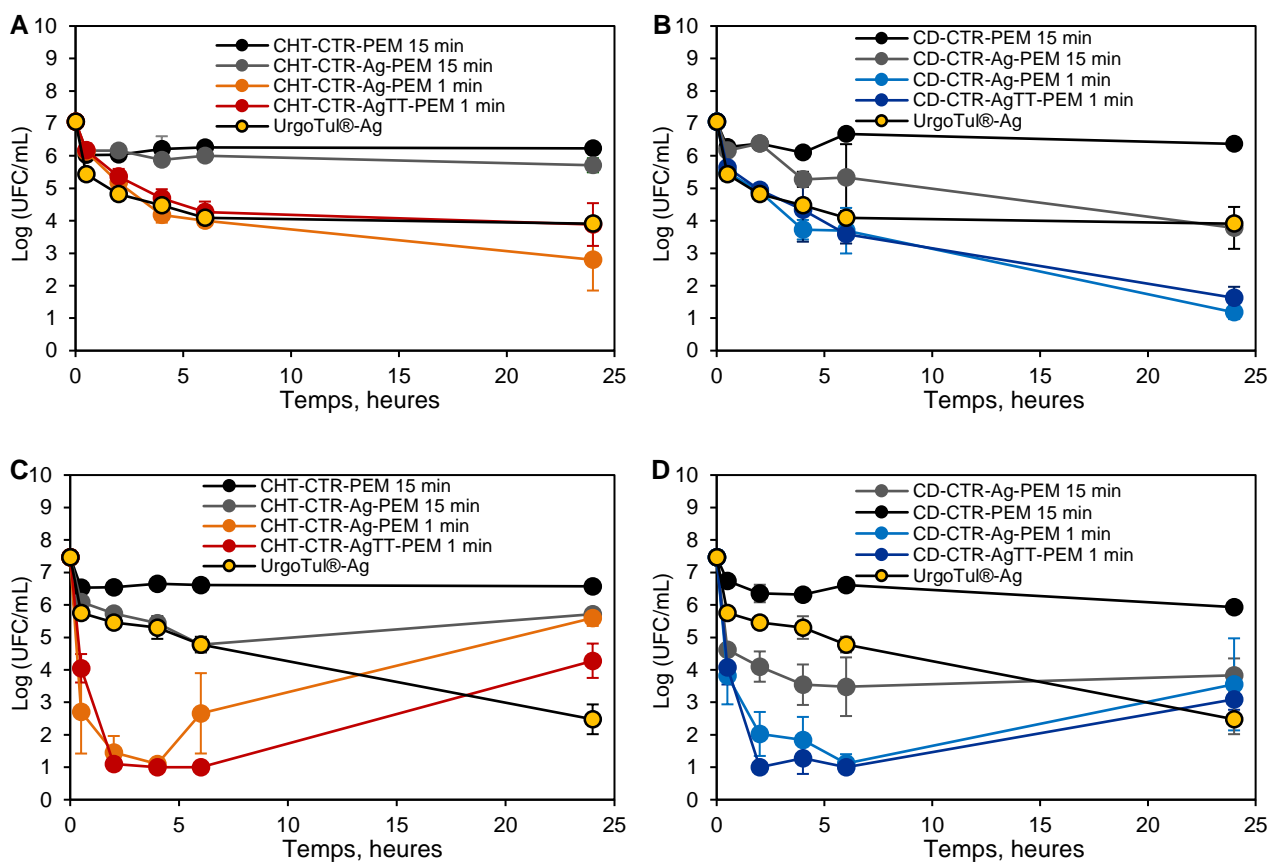 A
10
9
8
7
6
5
4
3
2
1
0
Log (UFC/mL)
CHT-CTR-PEM 15 min
CHT-CTR-Ag-PEM 15 min
CHT-CTR-Ag-PEM 1 min
CHT-CTR-AgTT-PEM 1 min
UrgoTul®-Ag
0 5 10 15 20 25
Temps, heures
B
10
9
8
7
6
5
4
3
2
1
0
Log (UFC/mL)
CD-CTR-PEM 15 min
CD-CTR-Ag-PEM 15 min
CD-CTR-Ag-PEM 1 min
CD-CTR-AgTT-PEM 1 min
UrgoTul®-Ag
0 5 10 15 20 25
Temps, heures
C
10
9
8
7
6
5
4
3
2
1
0
Log (UFC/mL)
CHT-CTR-PEM 15 min
CHT-CTR-Ag-PEM 15 min
CHT-CTR-Ag-PEM 1 min
CHT-CTR-AgTT-PEM 1 min
UrgoTul®-Ag
0 5 10 15 20 25
Temps, heures
D
10
9
8
7
6
5
4
3
2
1
0
Log (UFC/mL)
CD-CTR-Ag-PEM 15 min
CD-CTR-PEM 15 min
CD-CTR-Ag-PEM 1 min
CD-CTR-AgTT-PEM 1 min
UrgoTul®-Ag
0 5 10 15 20 25
Temps, heures